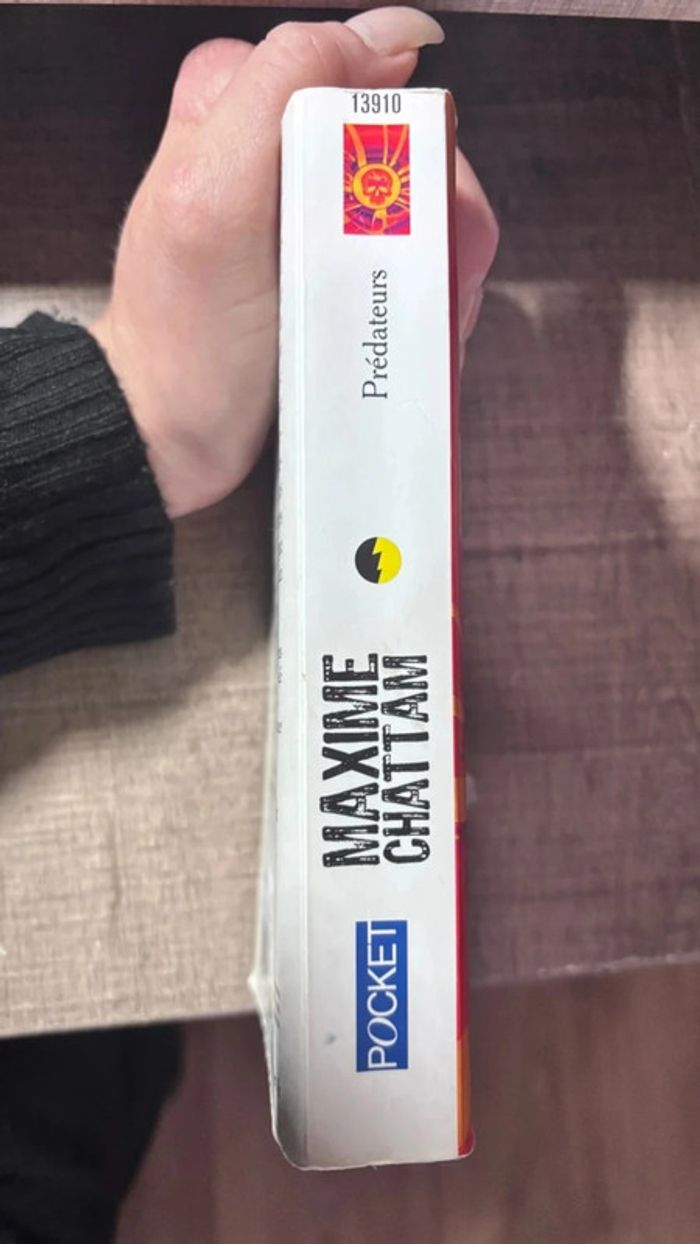 13910
Prédateurs
MAXIME
CHATTAM
POCKET